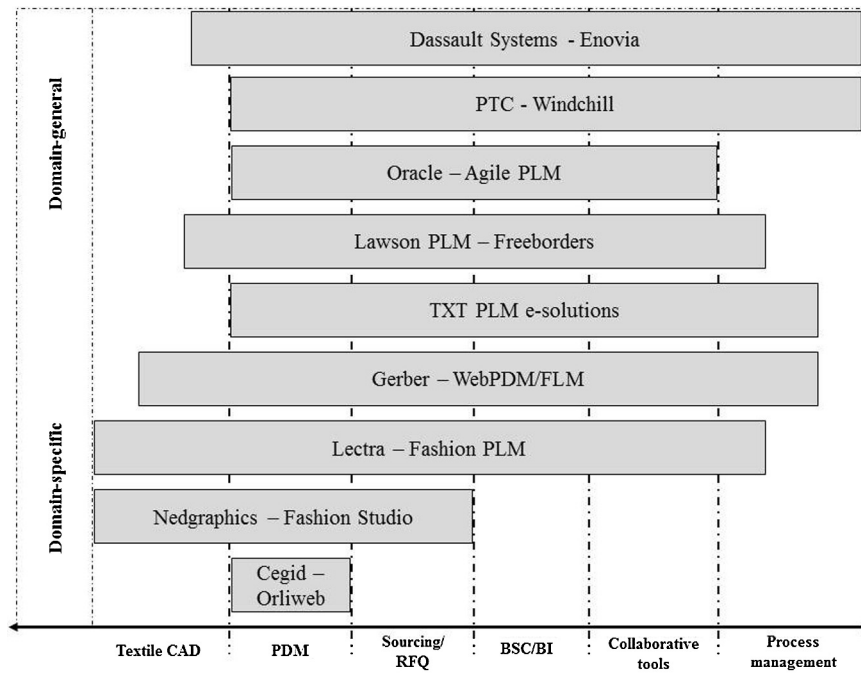 Domain-general
Domain-specific
Dassault Systems - Enovia
PTC - Windchill
Oracle – Agile PLM
Lawson PLM – Freeborders
TXT PLM e-solutions
Gerber – WebPDM/FLM
Lectra – Fashion PLM
Nedgraphics – Fashion Studio
Cegid –
Orliweb
Textile CAD
PDM
Sourcing/
RFQ
BSC/BI
Collaborative
tools
Process
management